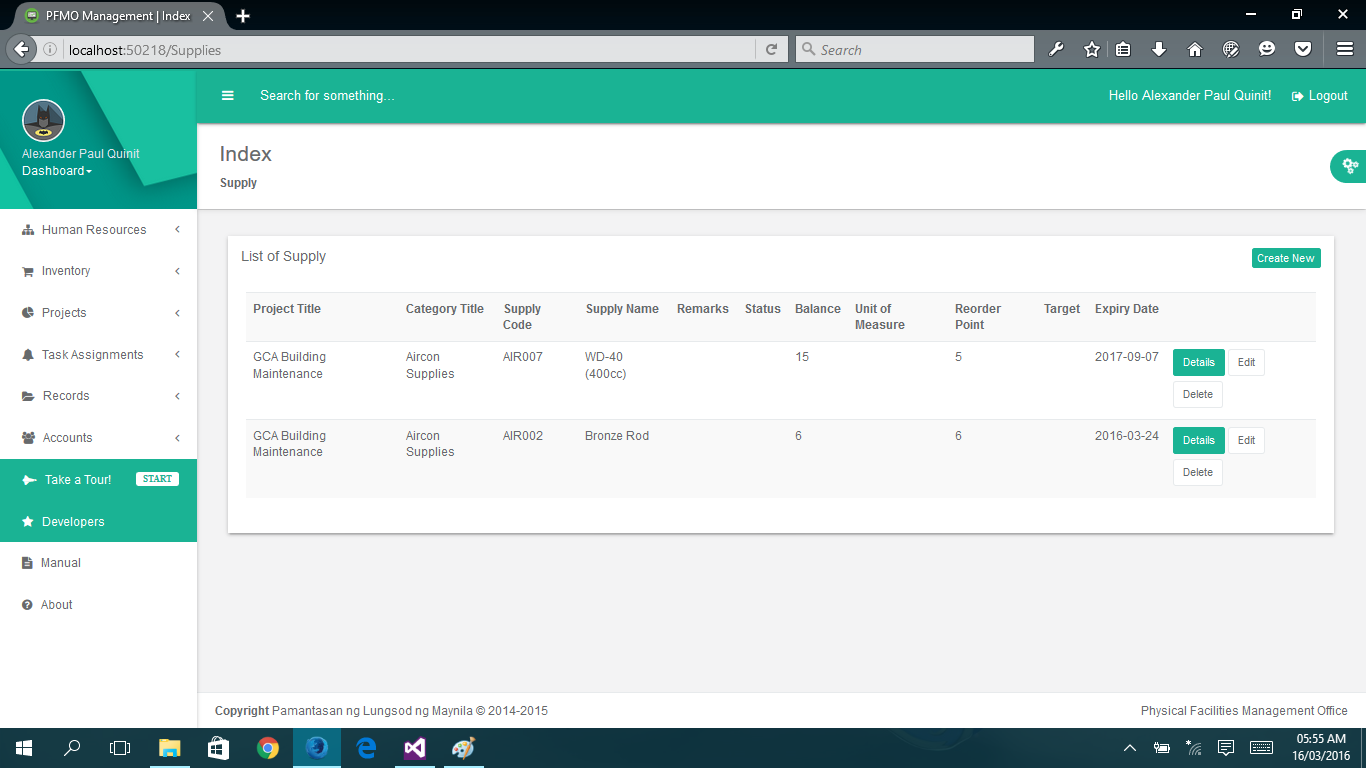 PFMO Management | Index
localhost:50218/Supplies
Search
Search for something...
Hello Alexander Paul Quinit!
Logout
Alexander Paul Quinit
Dashboard
Human Resources
Inventory
Projects
Task Assignments
Records
Accounts
Take a Tour!
START
Developers
Manual
About
Index
Supply
List of Supply
Create New
Project Title Category Title Supply Code Supply Name Remarks Status Balance Unit of Measure Reorder Point Target Expiry Date
GCA Building Maintenance Aircon Supplies AIR007 WD-40 (400cc) 15 5 2017-09-07 Details Edit
Delete
GCA Building Maintenance Aircon Supplies AIR002 Bronze Rod 6 6 2016-03-24 Details Edit
Delete
Copyright Pamantasan ng Lungsod ng Maynila © 2014-2015
Physical Facilities Management Office
05:55 AM
16/03/2016